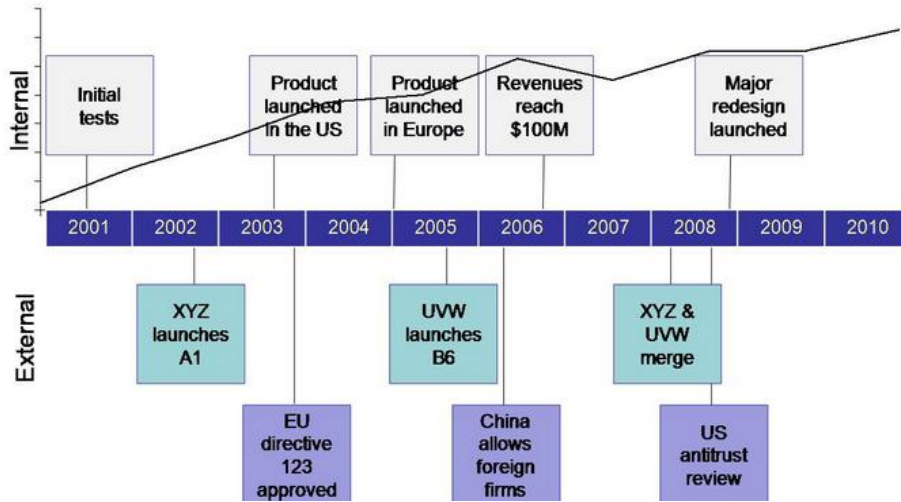 Internal
Initial
tests
Product
launched
in the US
Product
launched
in Europe
Revenues
reach
$100M
Major
redesign
launched
2001 2002 2003 2004 2005 2006 2007 2008 2009 2010
External
XYZ
launches
A1
UVW
launches
B6
XYZ &
UVW
merge
EU
directive
123
approved
China
allows
foreign
firms
US
antitrust
review